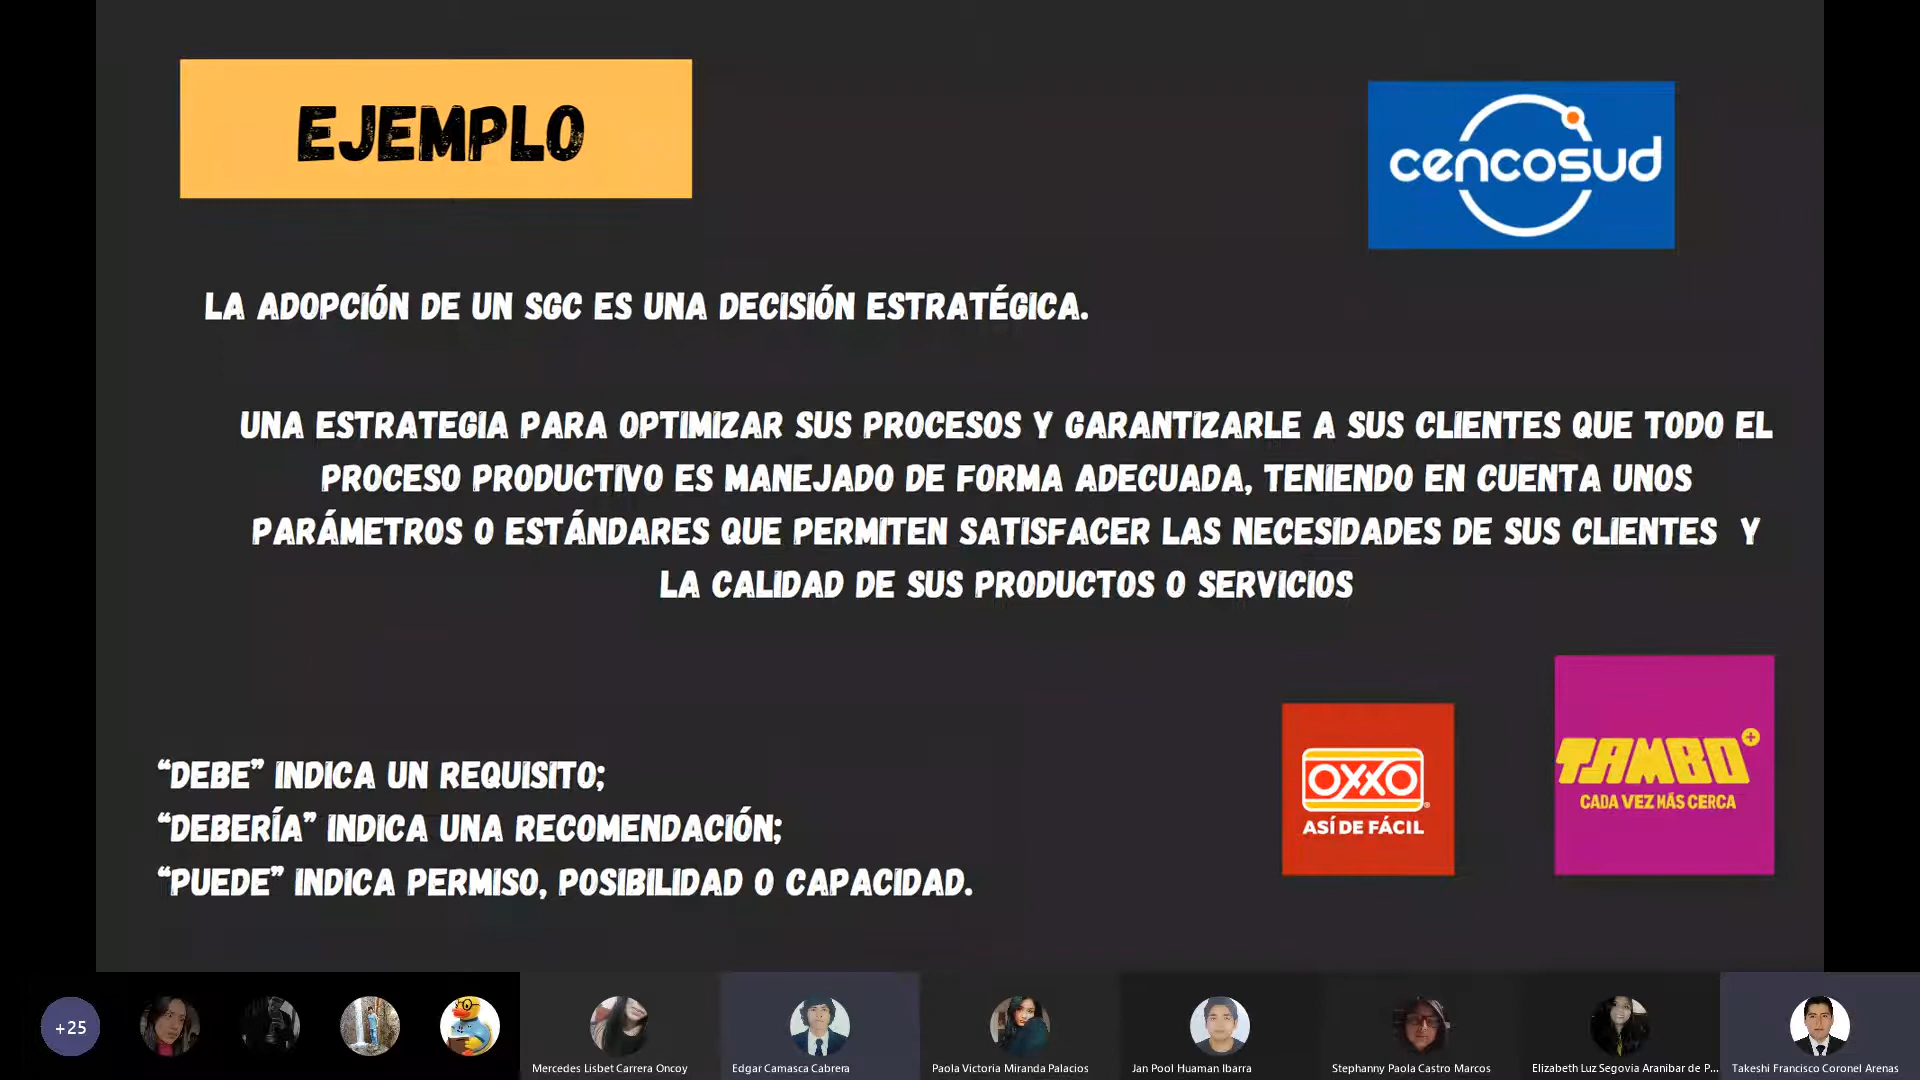 EJEMPLO
cencosud
LA ADOPCIÓN DE UN SGC ES UNA DECISIÓN ESTRATÉGICA.
UNA ESTRATEGIA PARA OPTIMIZAR SUS PROCESOS Y GARANTIZARLE A SUS CLIENTES QUE TODO EL
PROCESO PRODUCTIVO ES MANEJADO DE FORMA ADECUADA, TENIENDO EN CUENTA UNOS
PARÁMETROS O ESTÁNDARES QUE PERMITEN SATISFACER LAS NECESIDADES DE SUS CLIENTES Y
LA CALIDAD DE SUS PRODUCTOS O SERVICIOS
“DEBE” INDICA UN REQUISITO;
“DEBERÍA” INDICA UNA RECOMENDACIÓN;
“PUEDE” INDICA PERMISO, POSIBILIDAD O CAPACIDAD.
OXXO®
ASÍ DE FÁCIL
TAMBO+
CADA VEZ MÁS CERCA
+25
Mercedes Lisbet Carrera Oncoy
Edgar Camasca Cabrera
Paola Victoria Miranda Palacios
Jan Pool Huaman Ibarra
Stephanny Paola Castro Marcos
Elizabeth Luz Segovia Aranibar de P...
Takeshi Francisco Coronel Arenas